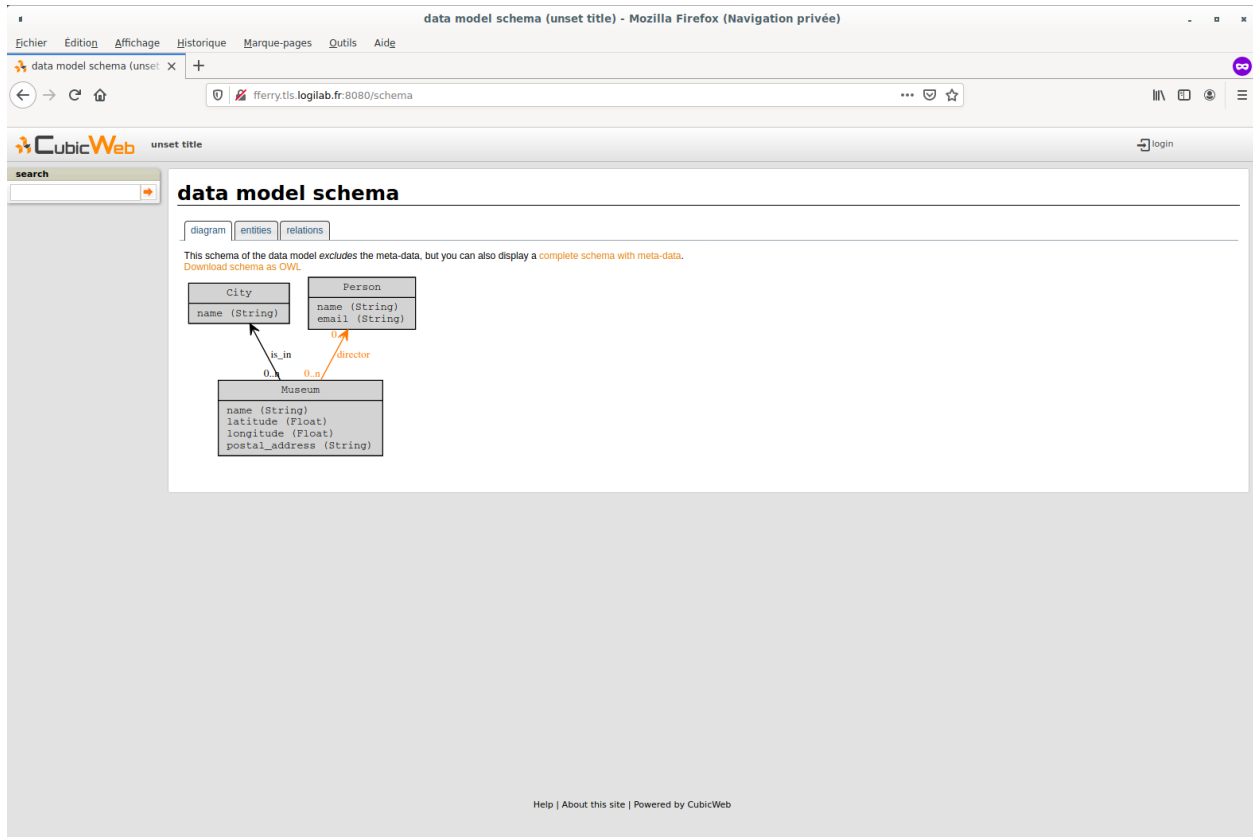 data model schema (unset title) - Mozilla Firefox (Navigation privée)
Fichier Édition Affichage Historique Marque-pages Outils Aide
data model schema (unset
fferry.tls.logilab.fr:8080/schema
CubicWeb unset title login
search
data model schema
diagram entities relations
This schema of the data model excludes the meta-data, but you can also display a complete schema with meta-data.
Download schema as OWL
City
name (String)
Person
name (String)
email (String)
is_in
director
0..n
0..n
Museum
name (String)
latitude (Float)
longitude (Float)
postal_address (String)
Help | About this site | Powered by CubicWeb